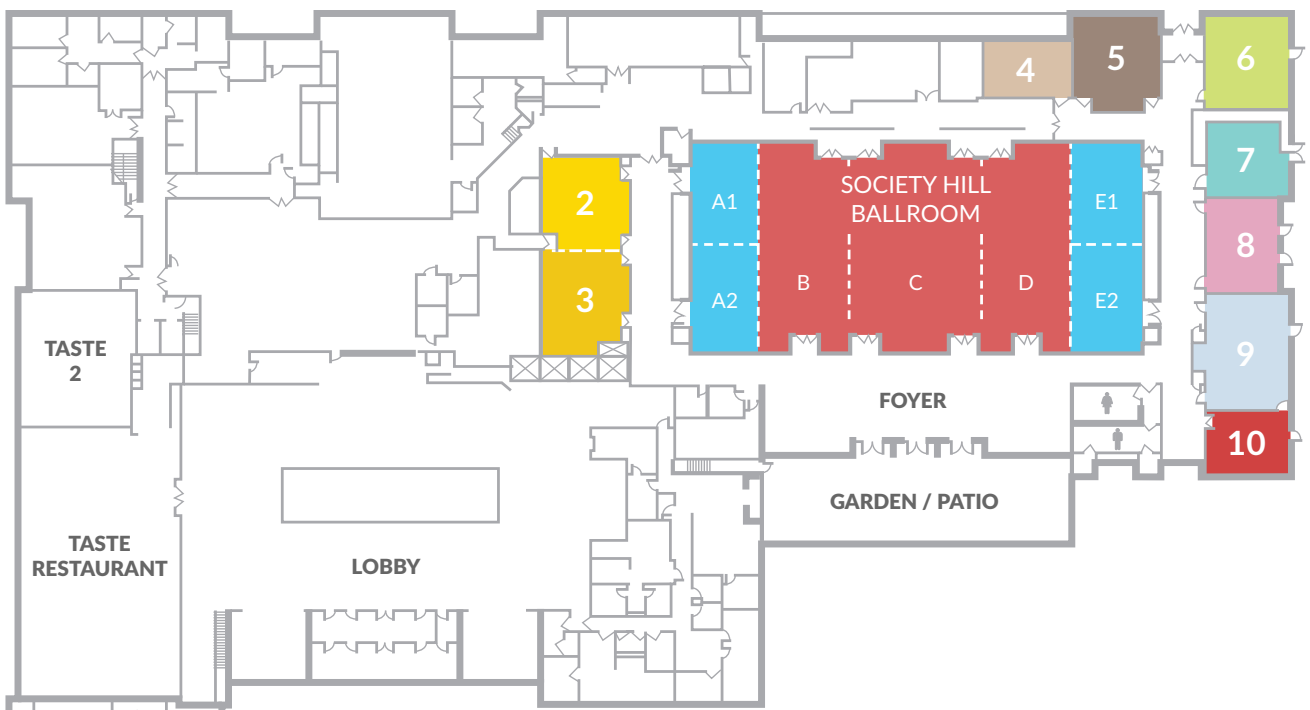 4
5
6
7
8
9
10
2
3
SOCIETY HILL
BALLROOM
A1
A2
B
C
D
E1
E2
TASTE
2
FOYER
GARDEN / PATIO
TASTE
RESTAURANT
LOBBY